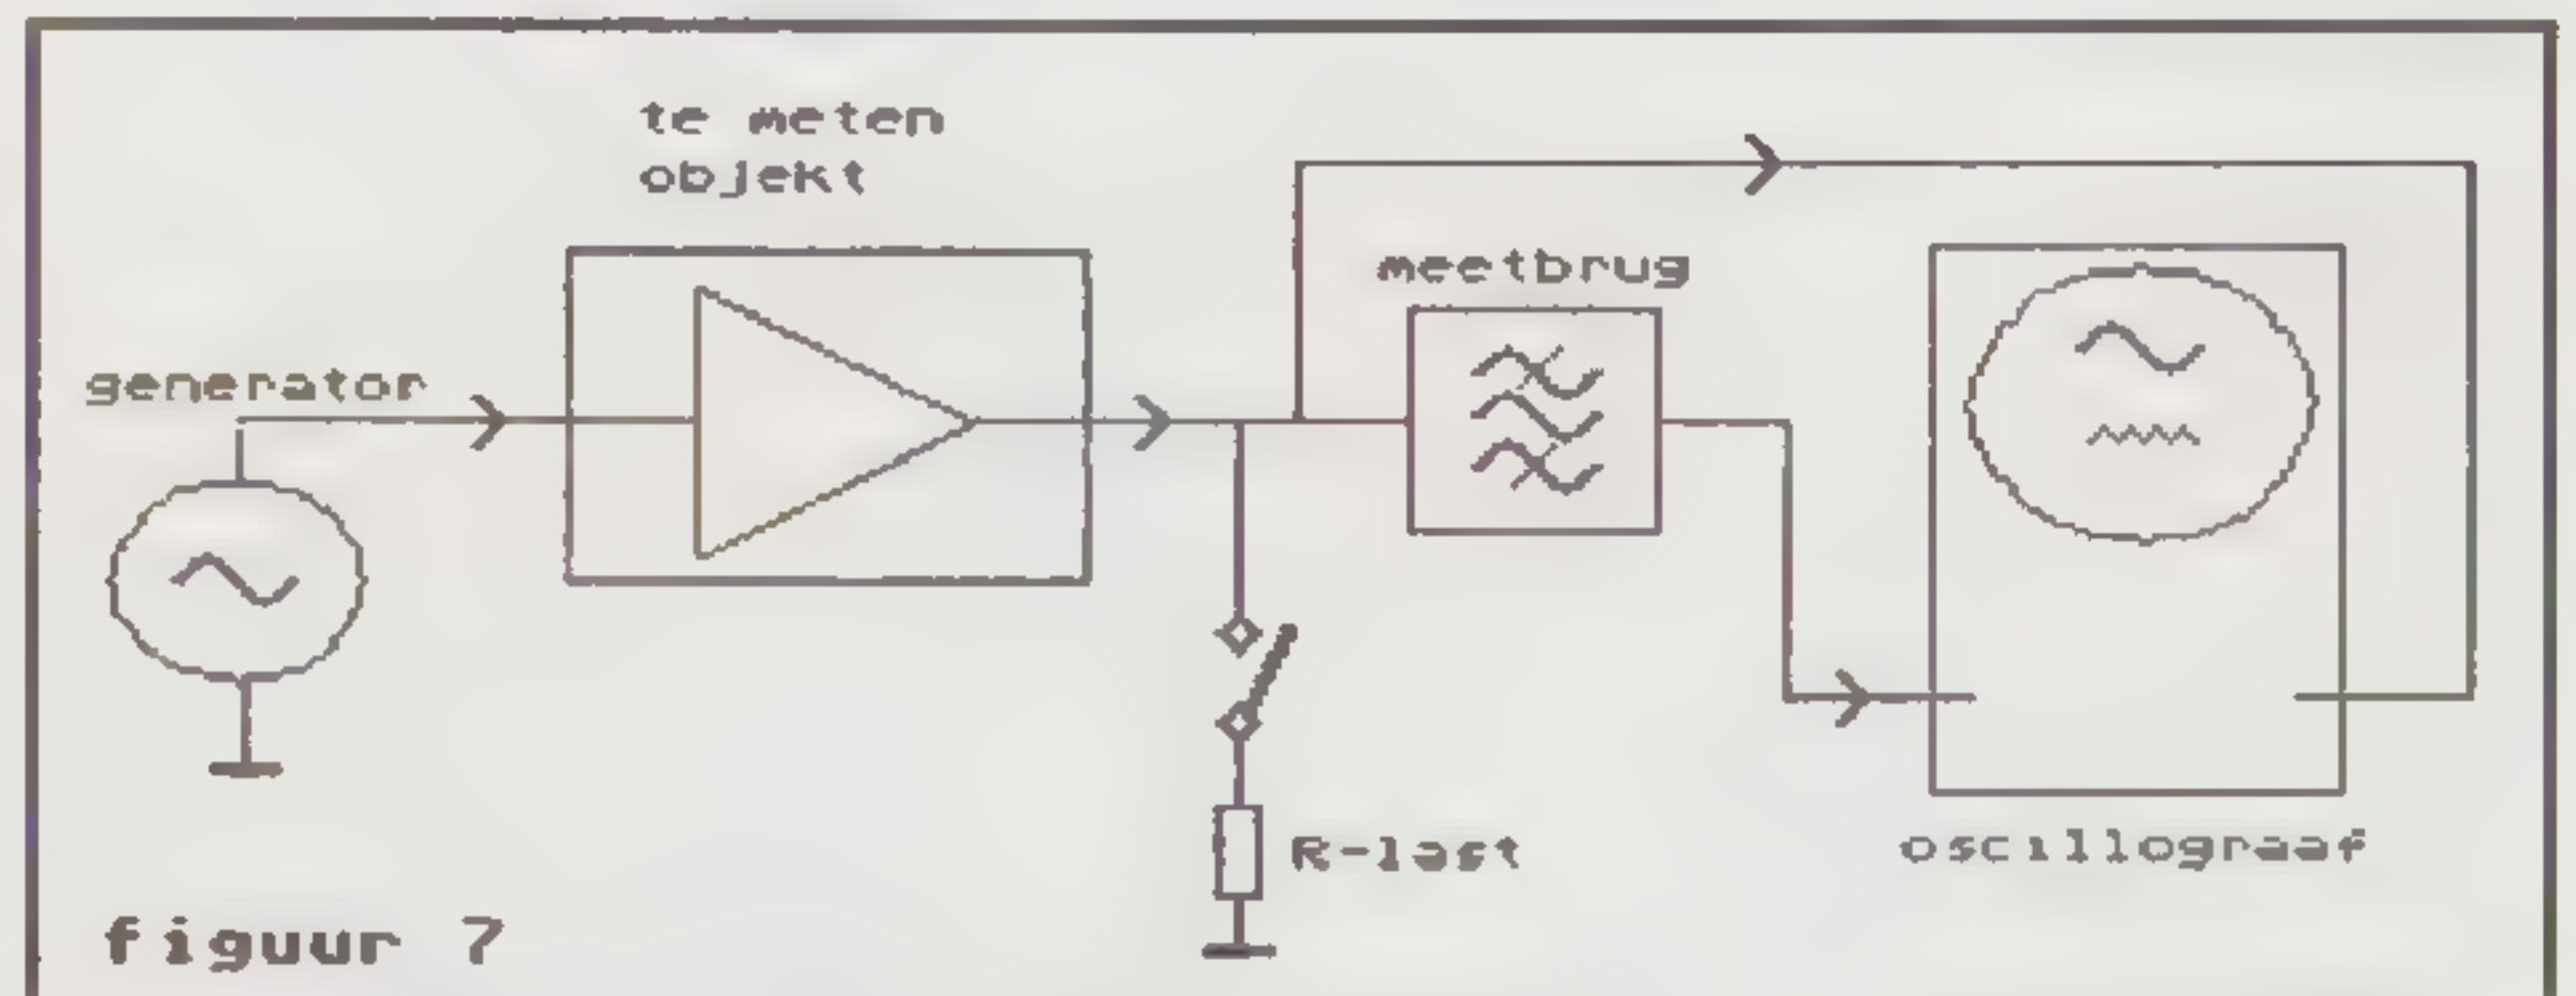 te meten
objekt
meetbrug
generator
R-last
oscillograaf
figuur 7